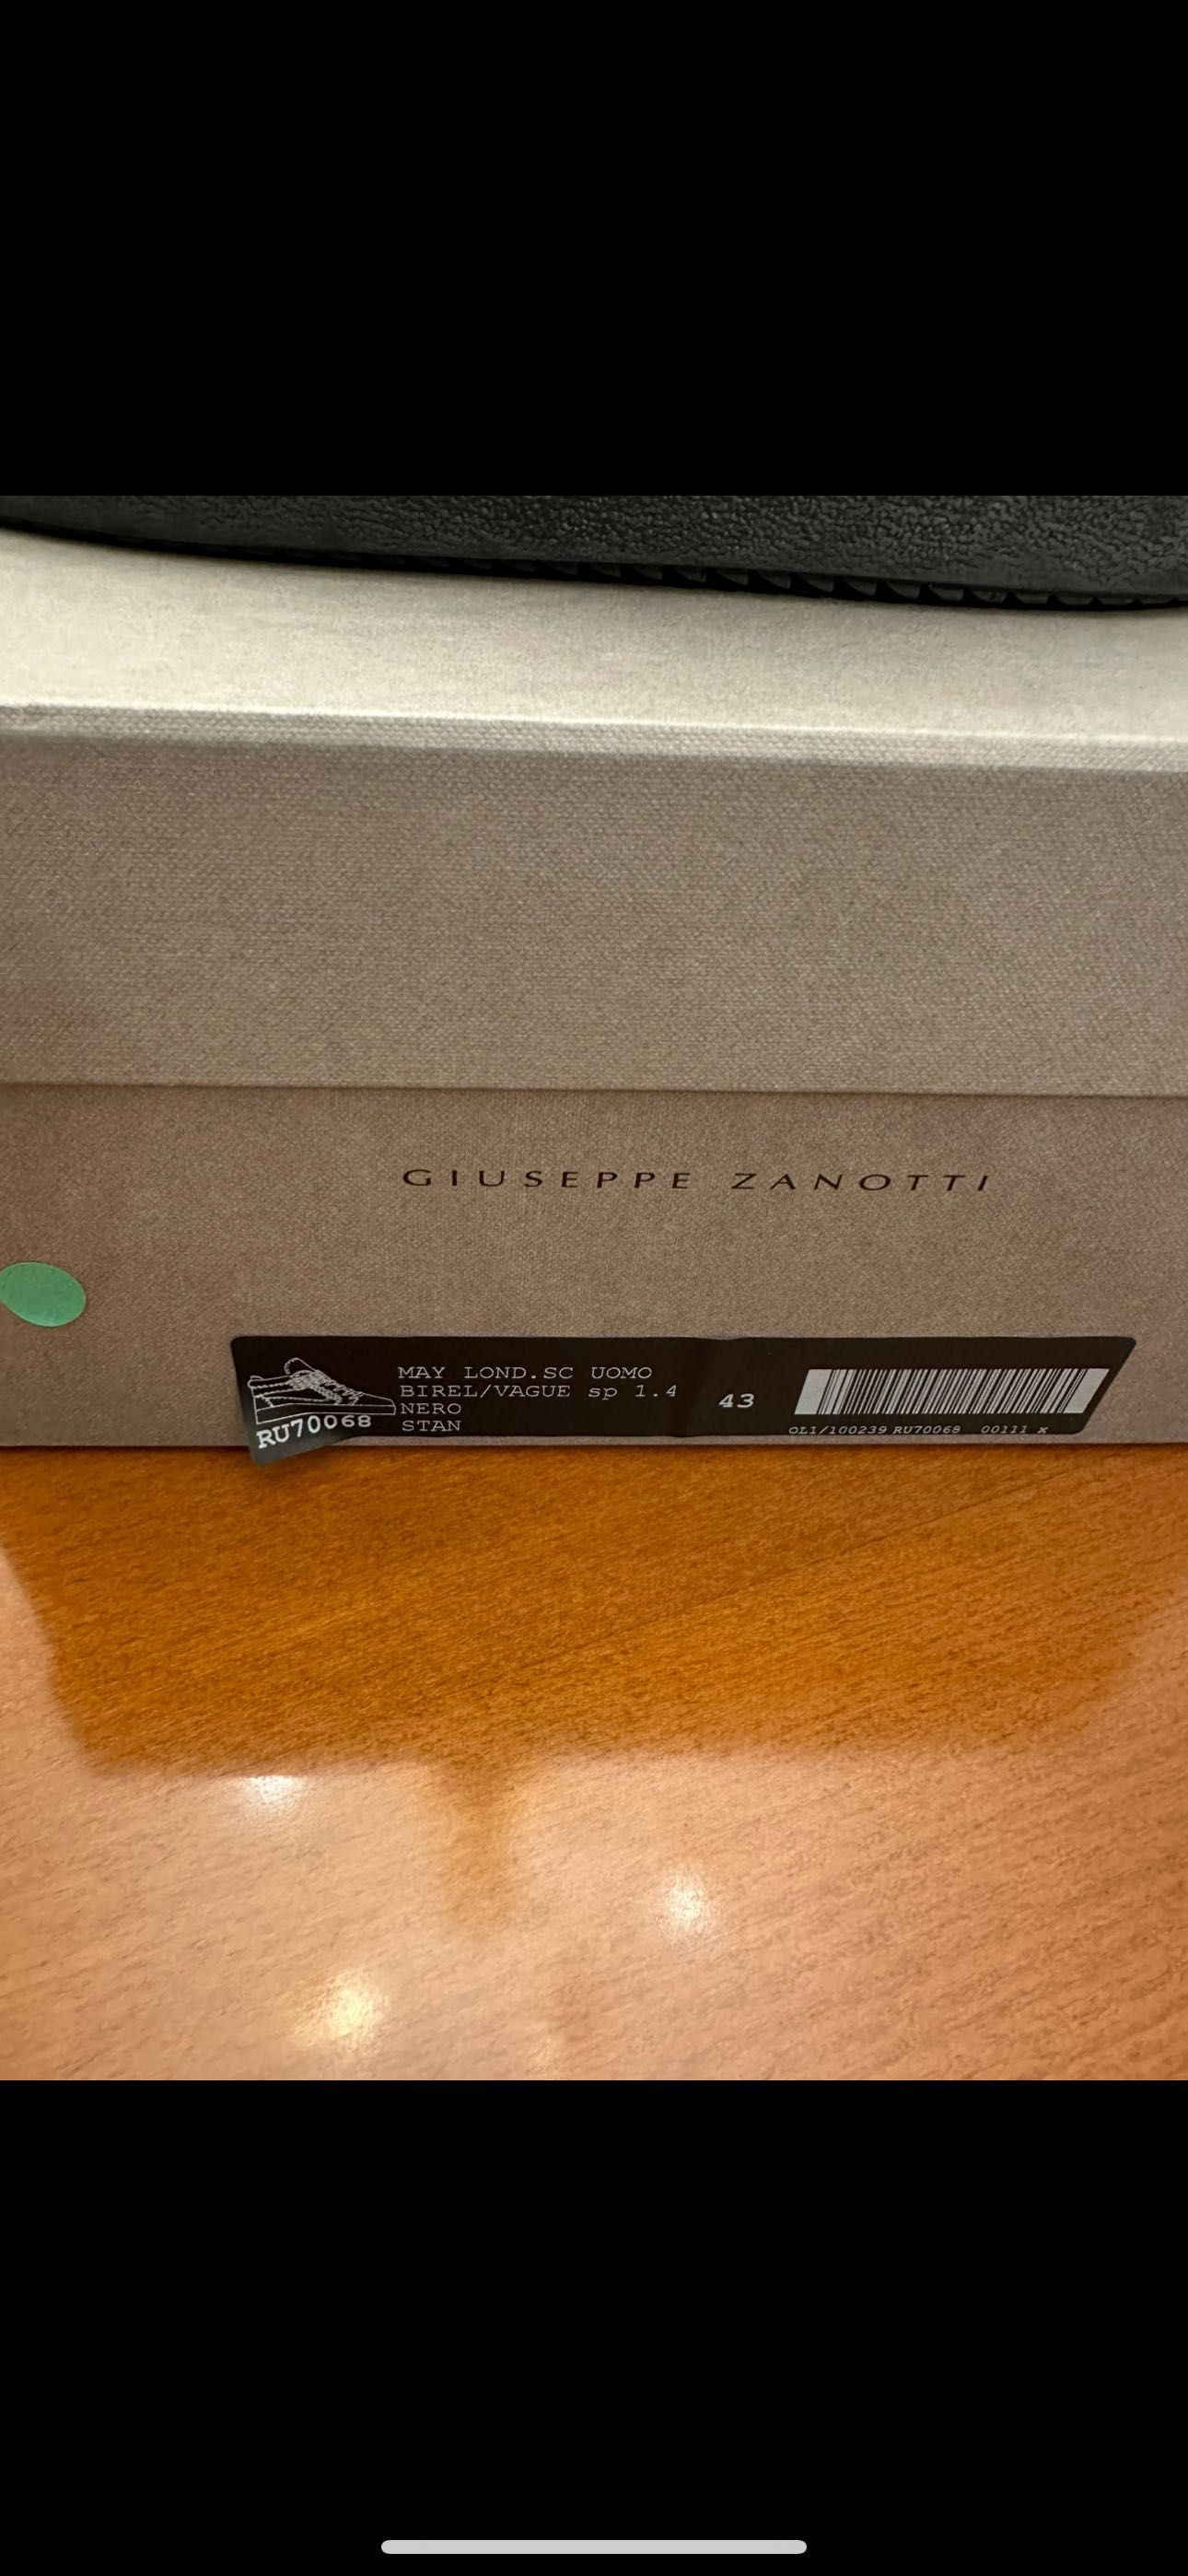 GIUSEPPE ZANOTTI
MAY LOND.SC UOMO
BIREL/VAGUE sp 1.4
NERO
STAN
RU70068
43
OL1/100239 RU70068 00111 x